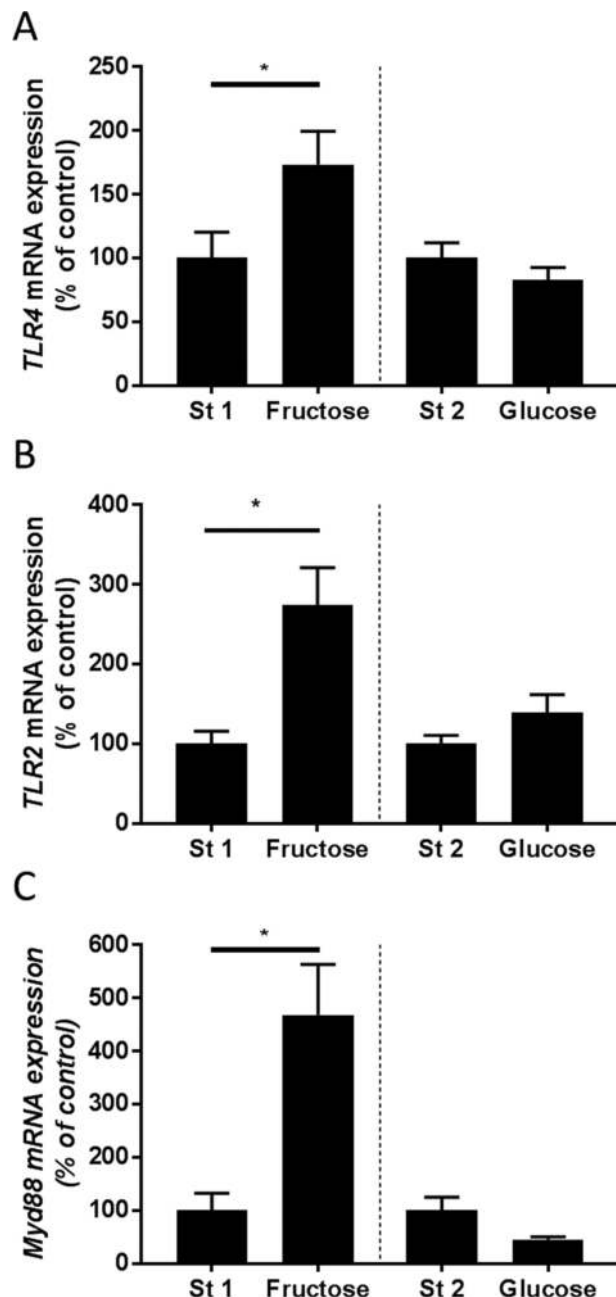 A
TLR4 mRNA expression
(% of control)
250
200
150
100
50
0
*
St 1 Fructose St 2 Glucose
B
TLR2 mRNA expression
(% of control)
400
300
200
100
0
*
St 1 Fructose St 2 Glucose
C
Myd88 mRNA expression
(% of control)
600
500
400
300
200
100
0
*
St 1 Fructose St 2 Glucose